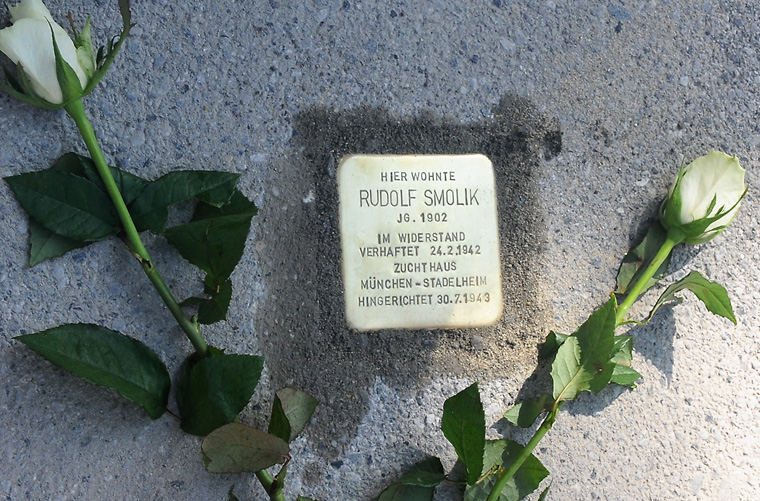 HIER WOHNTE
RUDOLF SMOLIK
JG. 1902
IM WIDERSTAND
VERHAFTET 24.2.1942
ZUCHTHAUS
MÜNCHEN-STADELHEIM
HINGERICHTET 30.7.1943